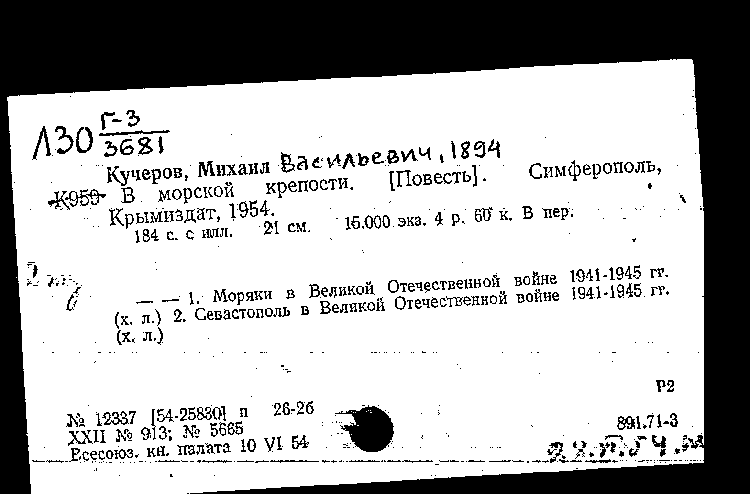 Л30 Г-3
3681
Кучеров, Михаил Васильевич, 1894
К959 В морской крепости. [Повесть]. Симферополь,
Крымиздат, 1954.
184 с. с илл. 21 см. 15.000 экз. 4 р. 60 к. В пер.
— — 1. Моряки в Великой Отечественной войне 1941-1945 гг.
(х. л.) 2. Севастополь в Великой Отечественной войне 1941-1945 гг.
(х. л.)
Р2
№ 12337 [54-25830] п 26-26
891.71-3
XXII № 913; № 5665
Всесоюз. кн. палата 10 VI 54